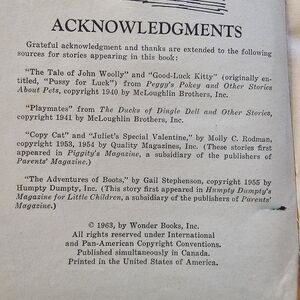 ACKNOWLEDGMENTS
Grateful acknowledgment and thanks are extended to the following
sources for stories appearing in this book:
"The Tale of John Woolly" and "Good-Luck Kitty" (originally en-
titled, "Pussy for Luck") from Peggy's Pokey and Other Stories
About Pets, copyright 1940 by McLoughlin Brothers, Inc.
"Playmates" from The Ducks of Dingle Dell and Other Stories,
copyright 1941 by McLoughlin Brothers, Inc.
"Copy Cat" and "Juliet's Special Valentine," by Molly C. Rodman,
copyright 1953, 1954 by Quality Magazines, Inc. (These stories first
appeared in Piggity's Magazine, a subsidiary of the publishers of
Parents' Magazine.)
"The Adventures of Boots," by Gail Stephenson, copyright 1955 by
Humpty Dumpty, Inc. (This story first appeared in Humpty Dumpty's
Magazine for Little Children, a subsidiary of the publishers of Parents'
Magazine.)
© 1963, by Wonder Books, Inc.
All rights reserved under International
and Pan-American Copyright Conventions.
Published simultaneously in Canada.
Printed in the United States of America.